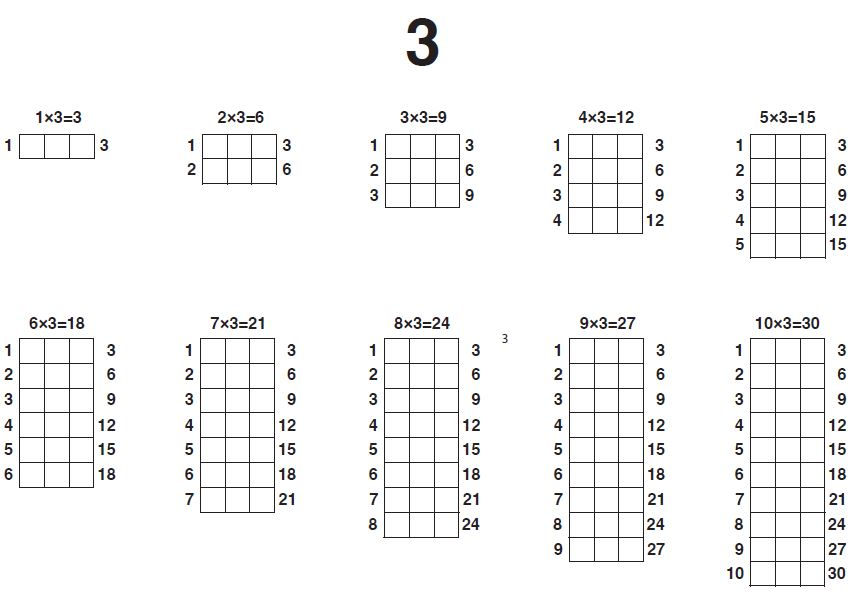 3
1×3=3 2×3=6 3×3=9 4×3=12 5×3=15
1 3 1 3 1 3 1 3 1 3
2 6 2 6 2 6 2 6
3 9 3 9 3 9
4 12 4 12
5 15
6×3=18 7×3=21 8×3=24 9×3=27 10×3=30
3
1 3 1 3 1 3 1 3 1 3
2 6 2 6 2 6 2 6 2 6
3 9 3 9 3 9 3 9 3 9
4 12 4 12 4 12 4 12 4 12
5 15 5 15 5 15 5 15 5 15
6 18 6 18 6 18 6 18 6 18
7 21 7 21 7 21 7 21
8 24 8 24 8 24
9 27 9 27
10 30